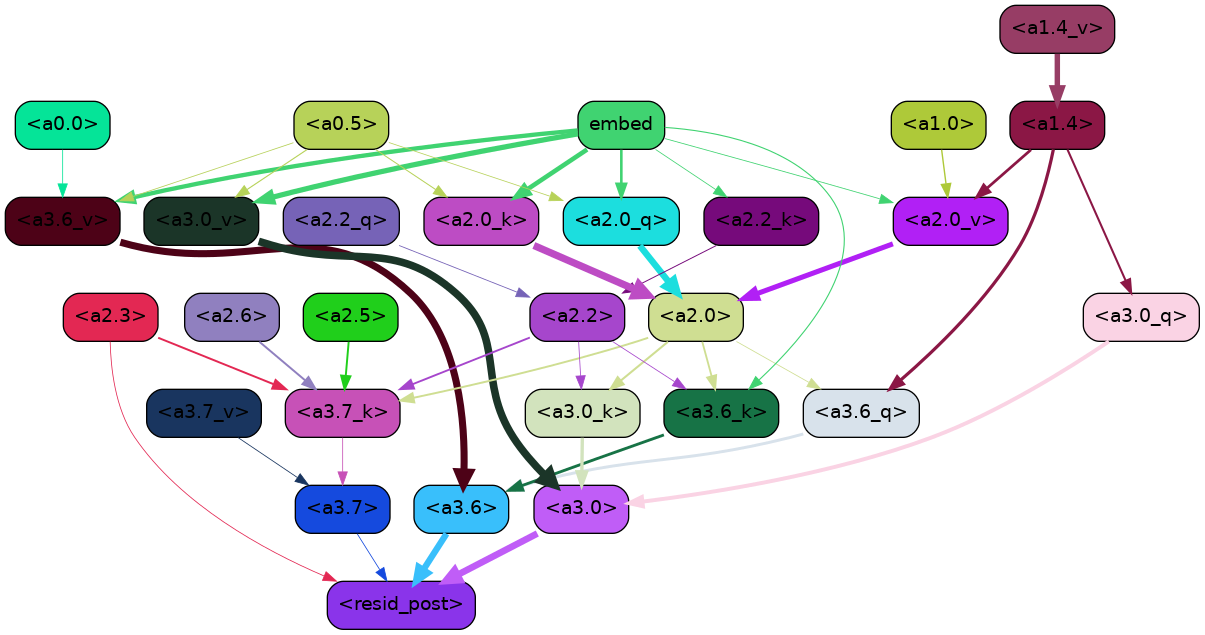 <a1.4_v>
<a0.0>
<a0.5>
embed
<a1.0>
<a1.4>
<a3.6_v>
<a3.0_v>
<a2.2_q>
<a2.0_k>
<a2.0_q>
<a2.2_k>
<a2.0_v>
<a2.3>
<a2.6>
<a2.5>
<a2.2>
<a2.0>
<a3.0_q>
<a3.7_v>
<a3.7_k>
<a3.0_k>
<a3.6_k>
<a3.6_q>
<a3.7>
<a3.6>
<a3.0>
<resid_post>